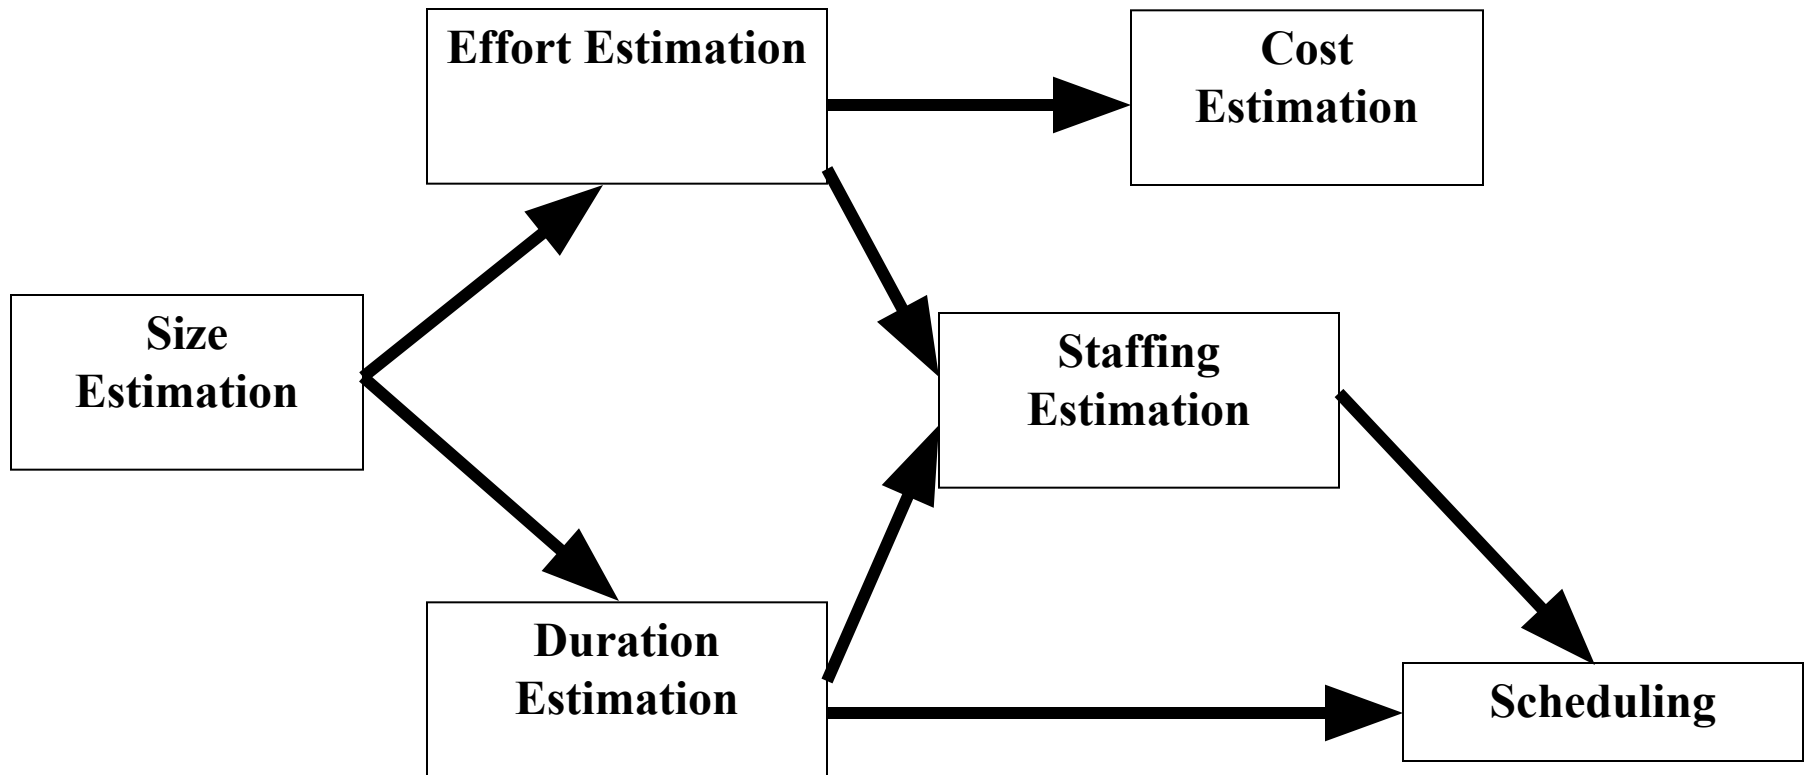 Effort Estimation
Cost
Estimation
Size
Estimation
Staffing
Estimation
Duration
Estimation
Scheduling